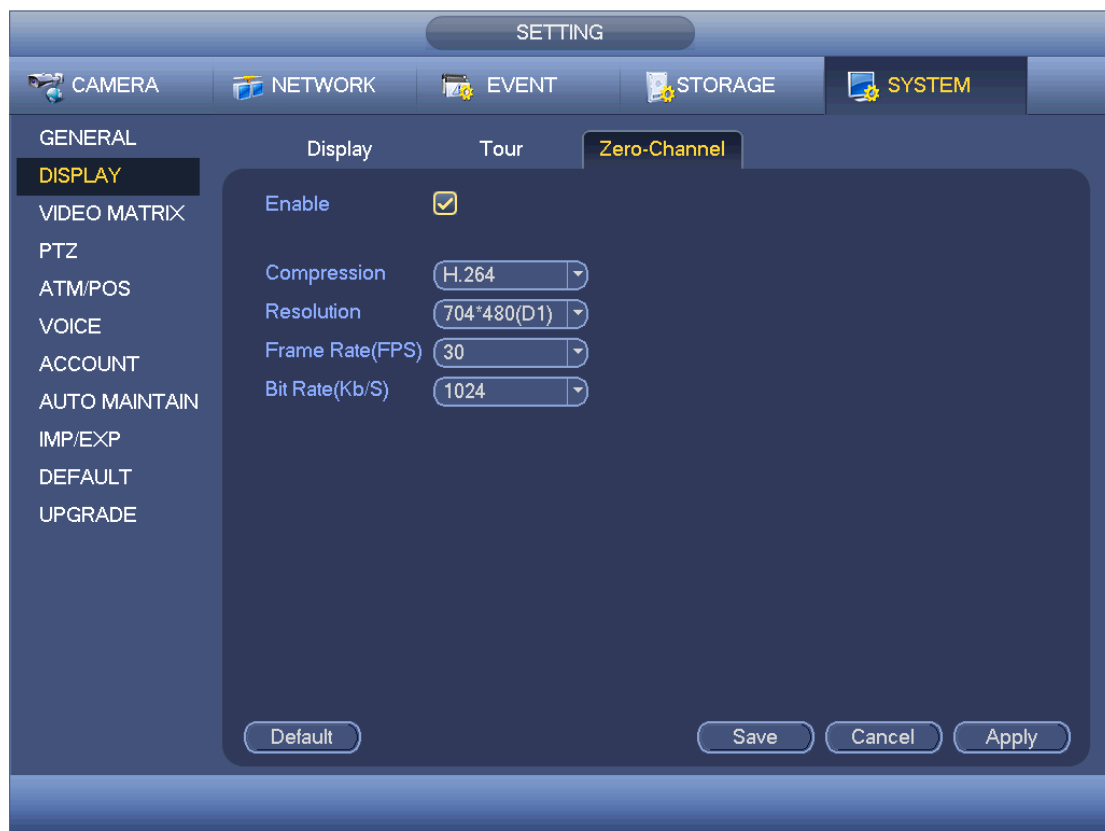 SETTING
CAMERA NETWORK EVENT STORAGE SYSTEM
GENERAL
DISPLAY
VIDEO MATRIX
PTZ
ATM/POS
VOICE
ACCOUNT
AUTO MAINTAIN
IMP/EXP
DEFAULT
UPGRADE
Display Tour Zero-Channel
Enable
Compression H.264
Resolution 704*480(D1)
Frame Rate(FPS) 30
Bit Rate(Kb/S) 1024
Default Save Cancel Apply